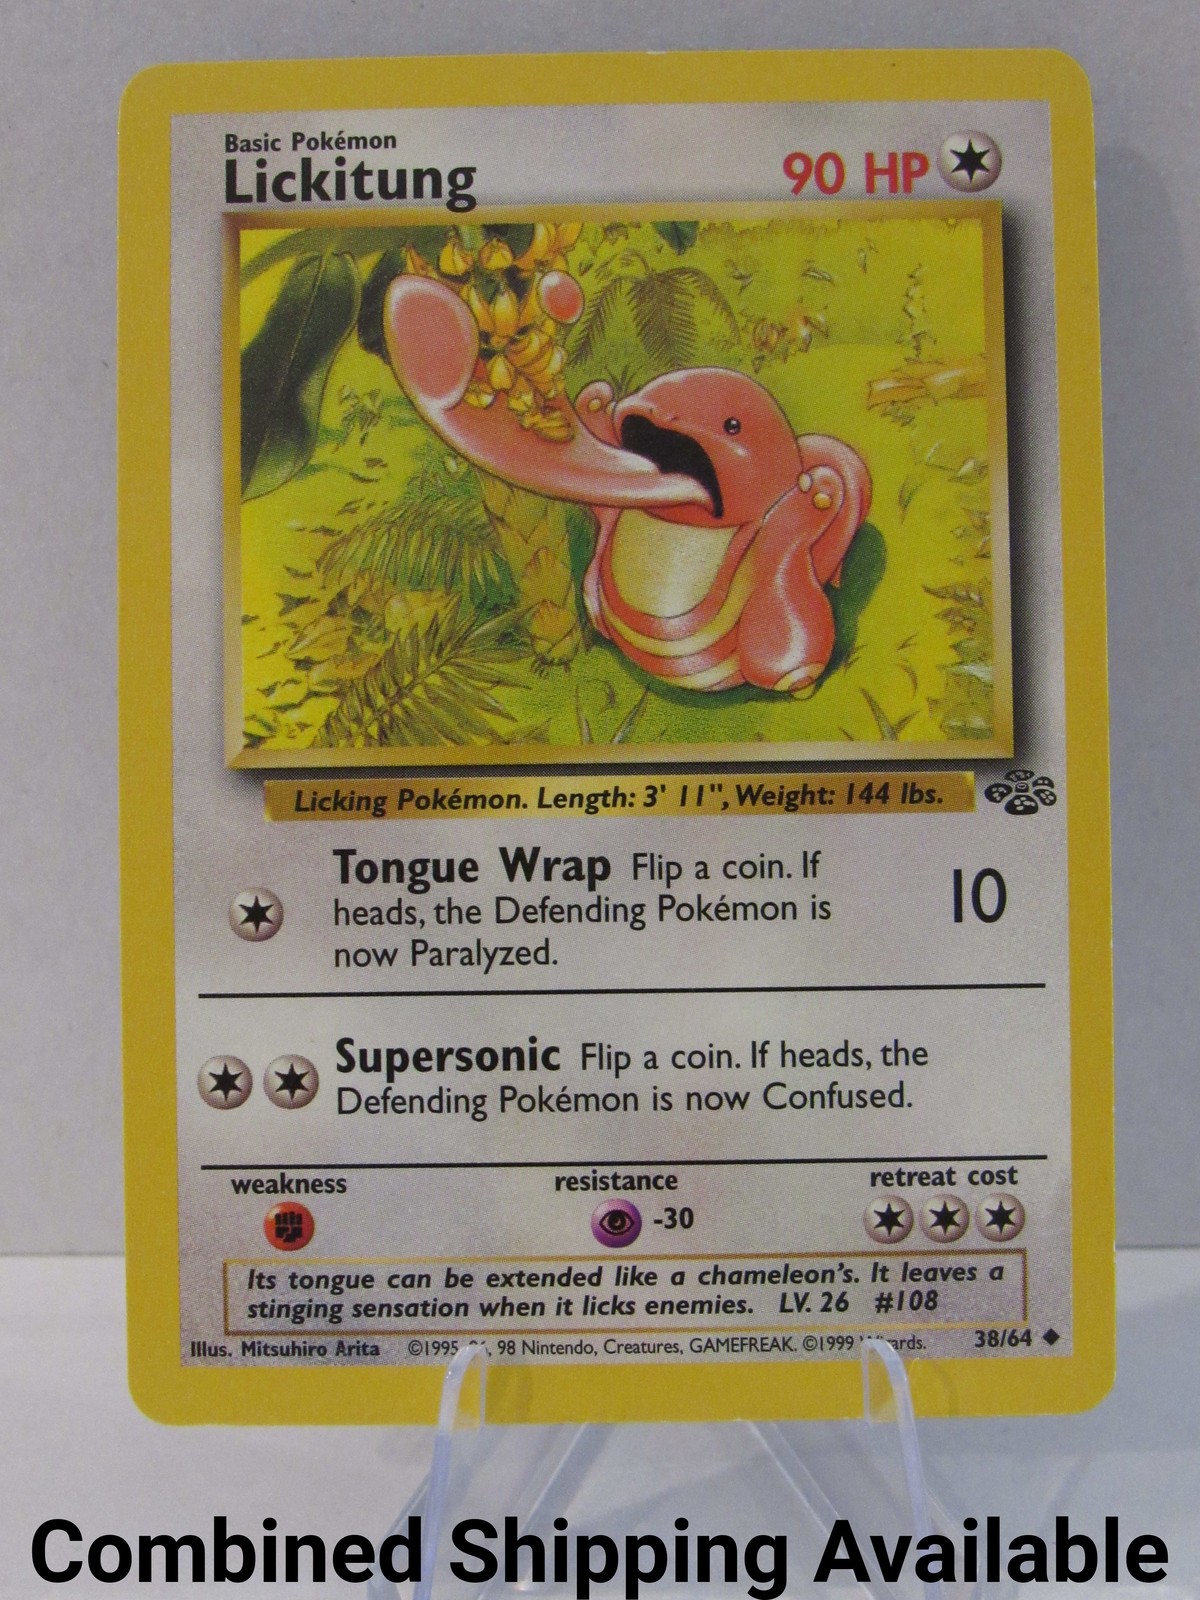 Basic Pokémon
Lickitung
90 HP
Licking Pokémon. Length: 3' 11", Weight: 144 lbs.
Tongue Wrap Flip a coin. If
heads, the Defending Pokémon is
now Paralyzed.
10
Supersonic Flip a coin. If heads, the
Defending Pokémon is now Confused.
weakness
resistance
retreat cost
-30
Its tongue can be extended like a chameleon's. It leaves a
stinging sensation when it licks enemies. LV. 26 #108
Illus. Mitsuhiro Arita ©1995, 98 Nintendo, Creatures, GAMEFREAK. ©1999 38/64
Combined Shipping Available